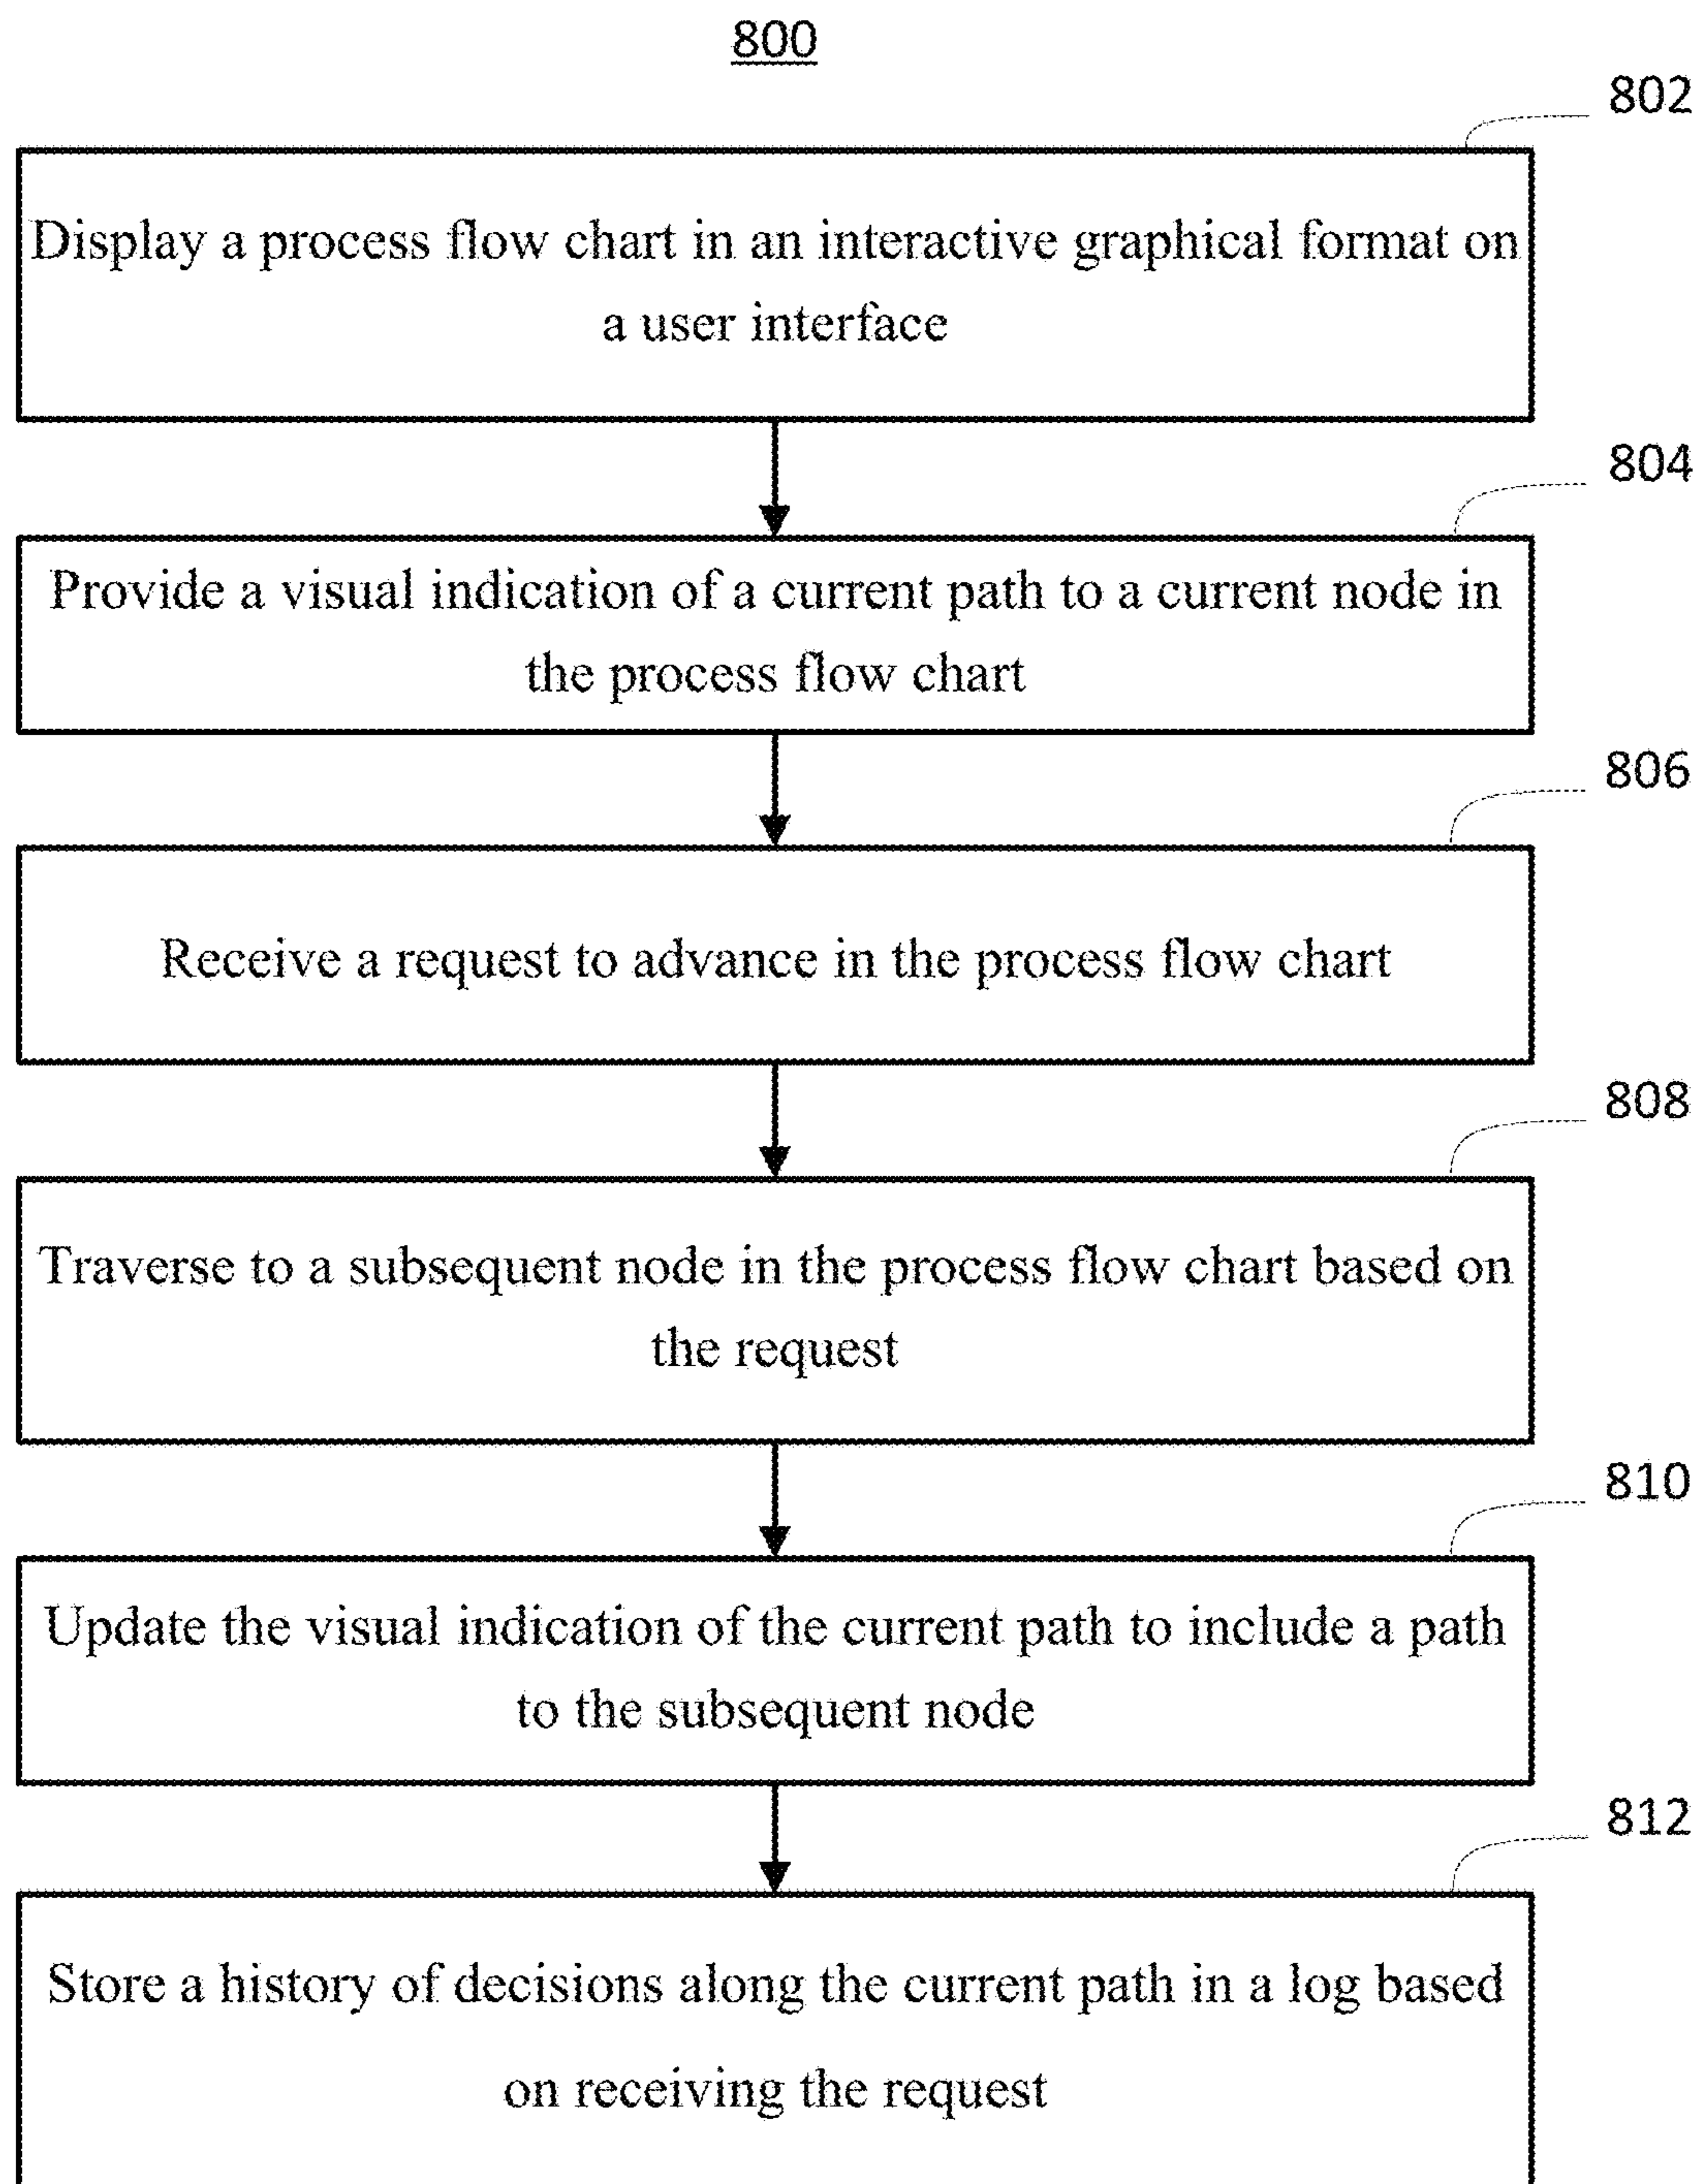 800
802
Display a process flow chart in an interactive graphical format on
a user interface
804
Provide a visual indication of a current path to a current node in
the process flow chart
806
Receive a request to advance in the process flow chart
808
Traverse to a subsequent node in the process flow chart based on
the request
810
Update the visual indication of the current path to include a path
to the subsequent node
812
Store a history of decisions along the current path in a log based
on receiving the request